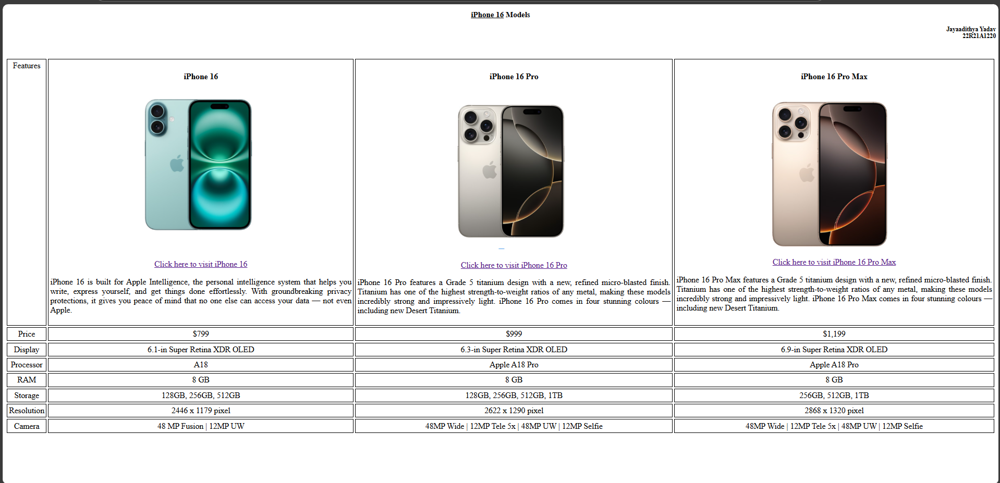 iPhone 16 Models
Jayaadithya Yadav
22R21A1220
Features
iPhone 16
iPhone 16 Pro
iPhone 16 Pro Max
Click here to visit iPhone 16
Click here to visit iPhone 16 Pro
Click here to visit iPhone 16 Pro Max
iPhone 16 is built for Apple Intelligence, the personal intelligence system that helps you
write, express yourself, and get things done effortlessly. With groundbreaking privacy
protections, it gives you peace of mind that no one else can access your data — not even
Apple.
iPhone 16 Pro features a Grade 5 titanium design with a new, refined micro-blasted finish.
Titanium has one of the highest strength-to-weight ratios of any metal, making these models
incredibly strong and impressively light. iPhone 16 Pro comes in four stunning colours —
including new Desert Titanium.
iPhone 16 Pro Max features a Grade 5 titanium design with a new, refined micro-blasted finish.
Titanium has one of the highest strength-to-weight ratios of any metal, making these models
incredibly strong and impressively light. iPhone 16 Pro Max comes in four stunning colours —
including new Desert Titanium.
Price $799 $999 $1,199
Display 6.1-in Super Retina XDR OLED 6.3-in Super Retina XDR OLED 6.9-in Super Retina XDR OLED
Processor A18 Apple A18 Pro Apple A18 Pro
RAM 8 GB 8 GB 8 GB
Storage 128GB, 256GB, 512GB 128GB, 256GB, 512GB, 1TB 256GB, 512GB, 1TB
Resolution 2446 x 1179 pixel 2622 x 1290 pixel 2868 x 1320 pixel
Camera 48 MP Fusion | 12MP UW 48MP Wide | 12MP Tele 5x | 48MP UW | 12MP Selfie 48MP Wide | 12MP Tele 5x | 48MP UW | 12MP Selfie